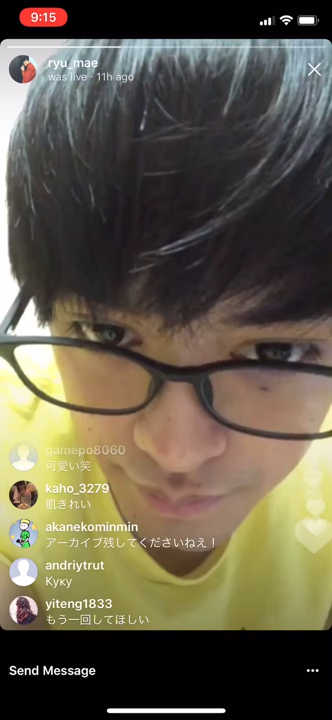 9:15
ryu_mae
was live · 11h ago
gamepo8060
可愛い笑
kaho_3279
肌きれい
akanekominmin
アーカイブ残してくださいねえ！
andriytrut
Куку
yiteng1833
もう一回してほしい
Send Message